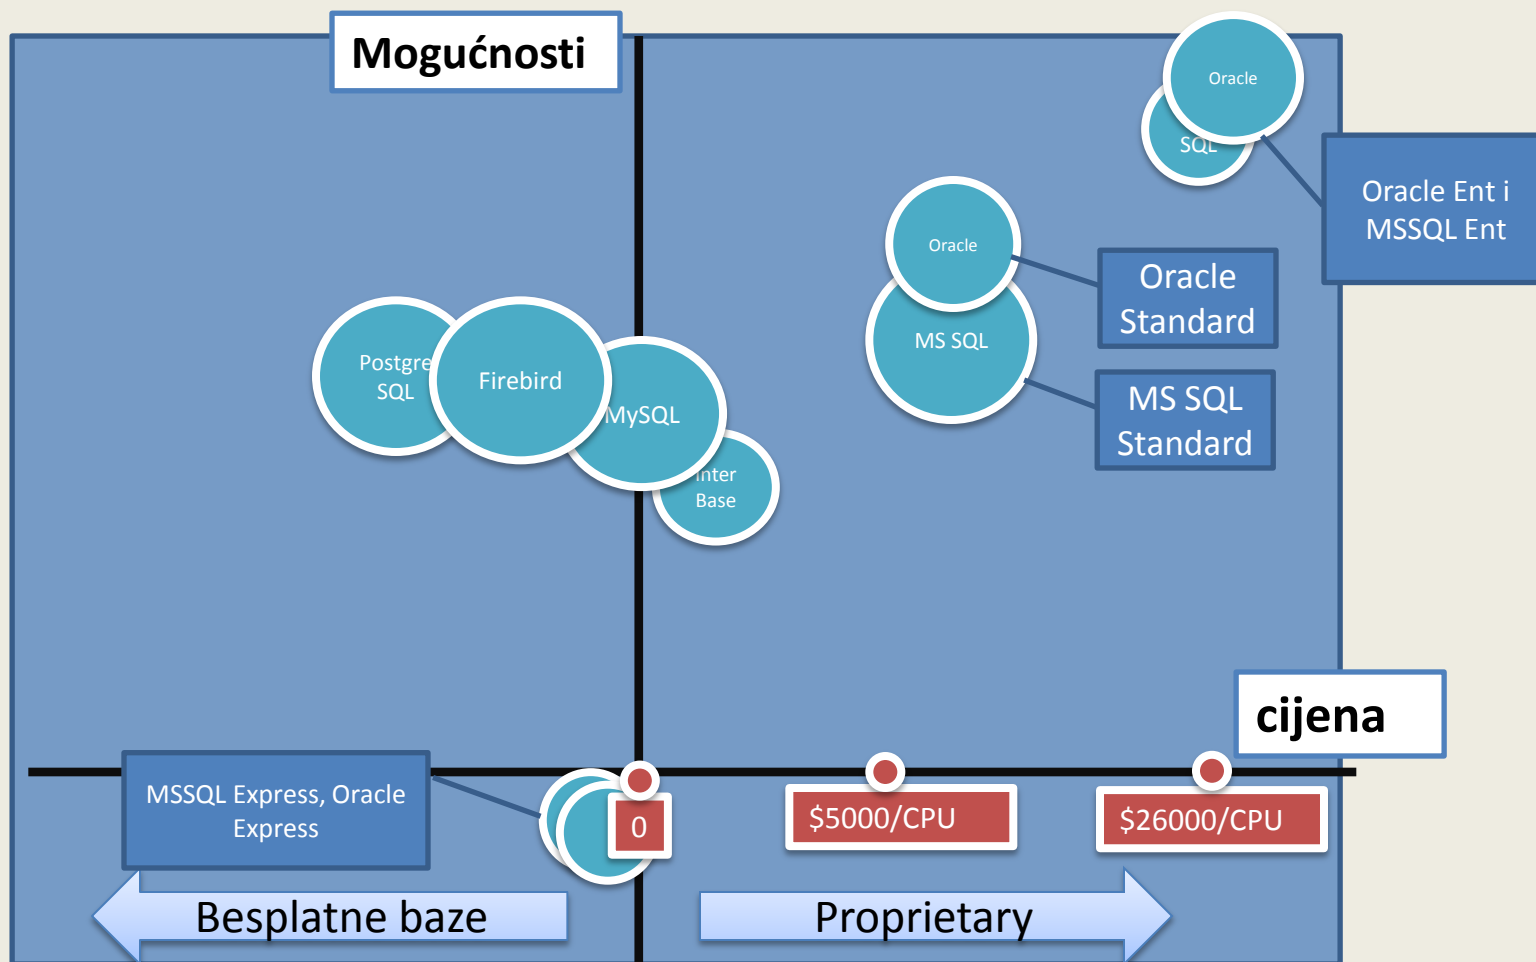 Mogućnosti
Oracle
SQL
Oracle Ent i
MSSQL Ent
Oracle
Oracle
Standard
MS SQL
MS SQL
Standard
Postgre
SQL
Firebird
MySQL
Inter
Base
cijena
MSSQL Express, Oracle
Express
0
$5000/CPU
$26000/CPU
Besplatne baze
Proprietary